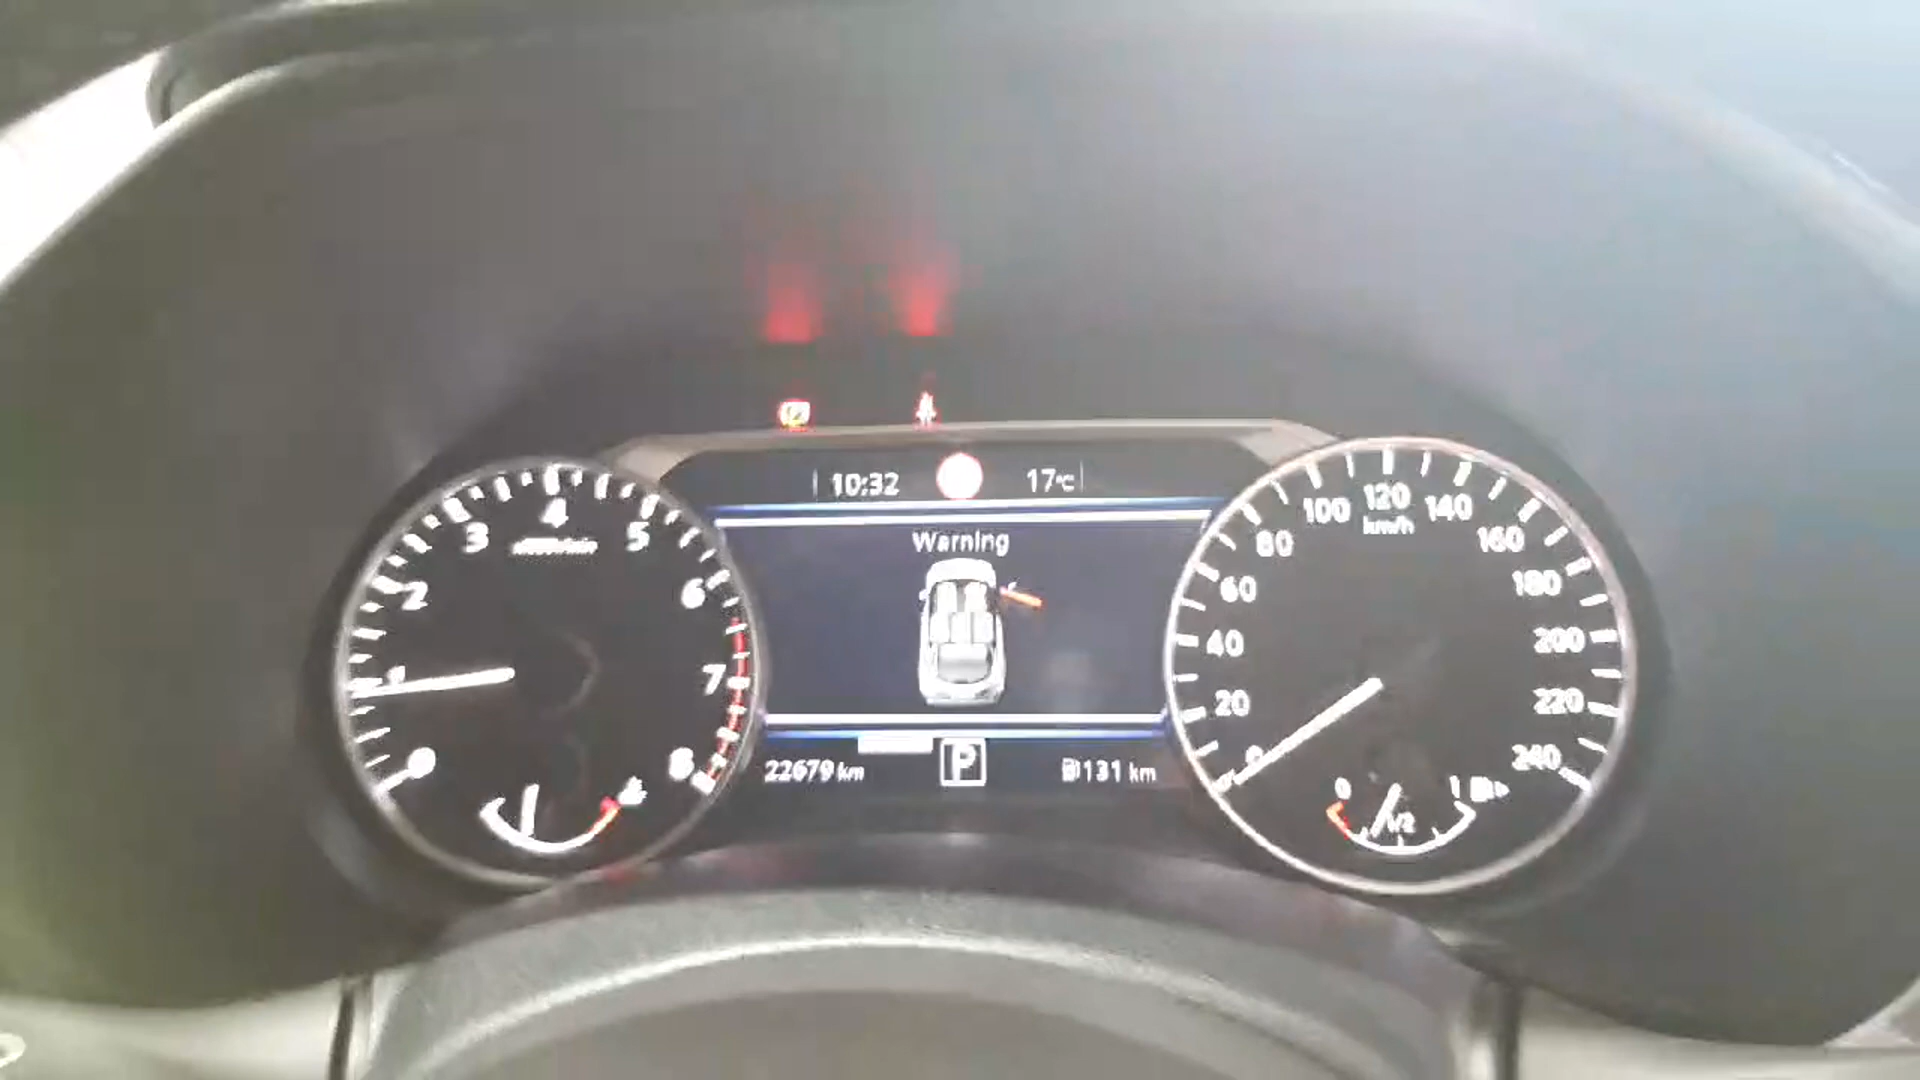 10:32 17°C
Warning
22679 km P 131 km
0 1 2 3 4 5 6 7 8
0 20 40 60 80 100 120 140 160 180 200 220 240
km/h
0 1/2 1